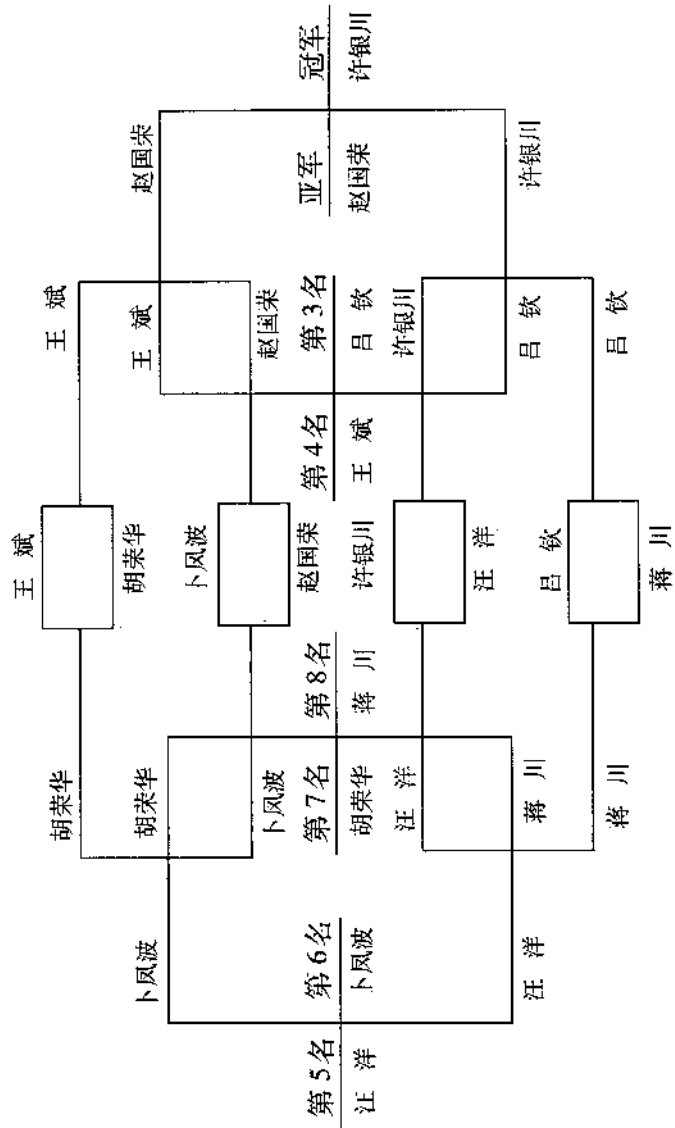 王 斌
胡荣华
王 斌
卜凤波
胡荣华
胡荣华
王 斌
赵国荣
卜凤波
卜凤波
赵国荣
赵国荣
第5名
第6名
第7名
第8名
第4名
第3名
亚军
冠军
汪 洋
卜凤波
胡荣华
蒋 川
许银川
王 斌
吕 钦
赵国荣
许银川
汪 洋
许银川
汪 洋
汪 洋
蒋 川
吕 钦
吕 钦
许银川
蒋 川
吕 钦
蒋 川